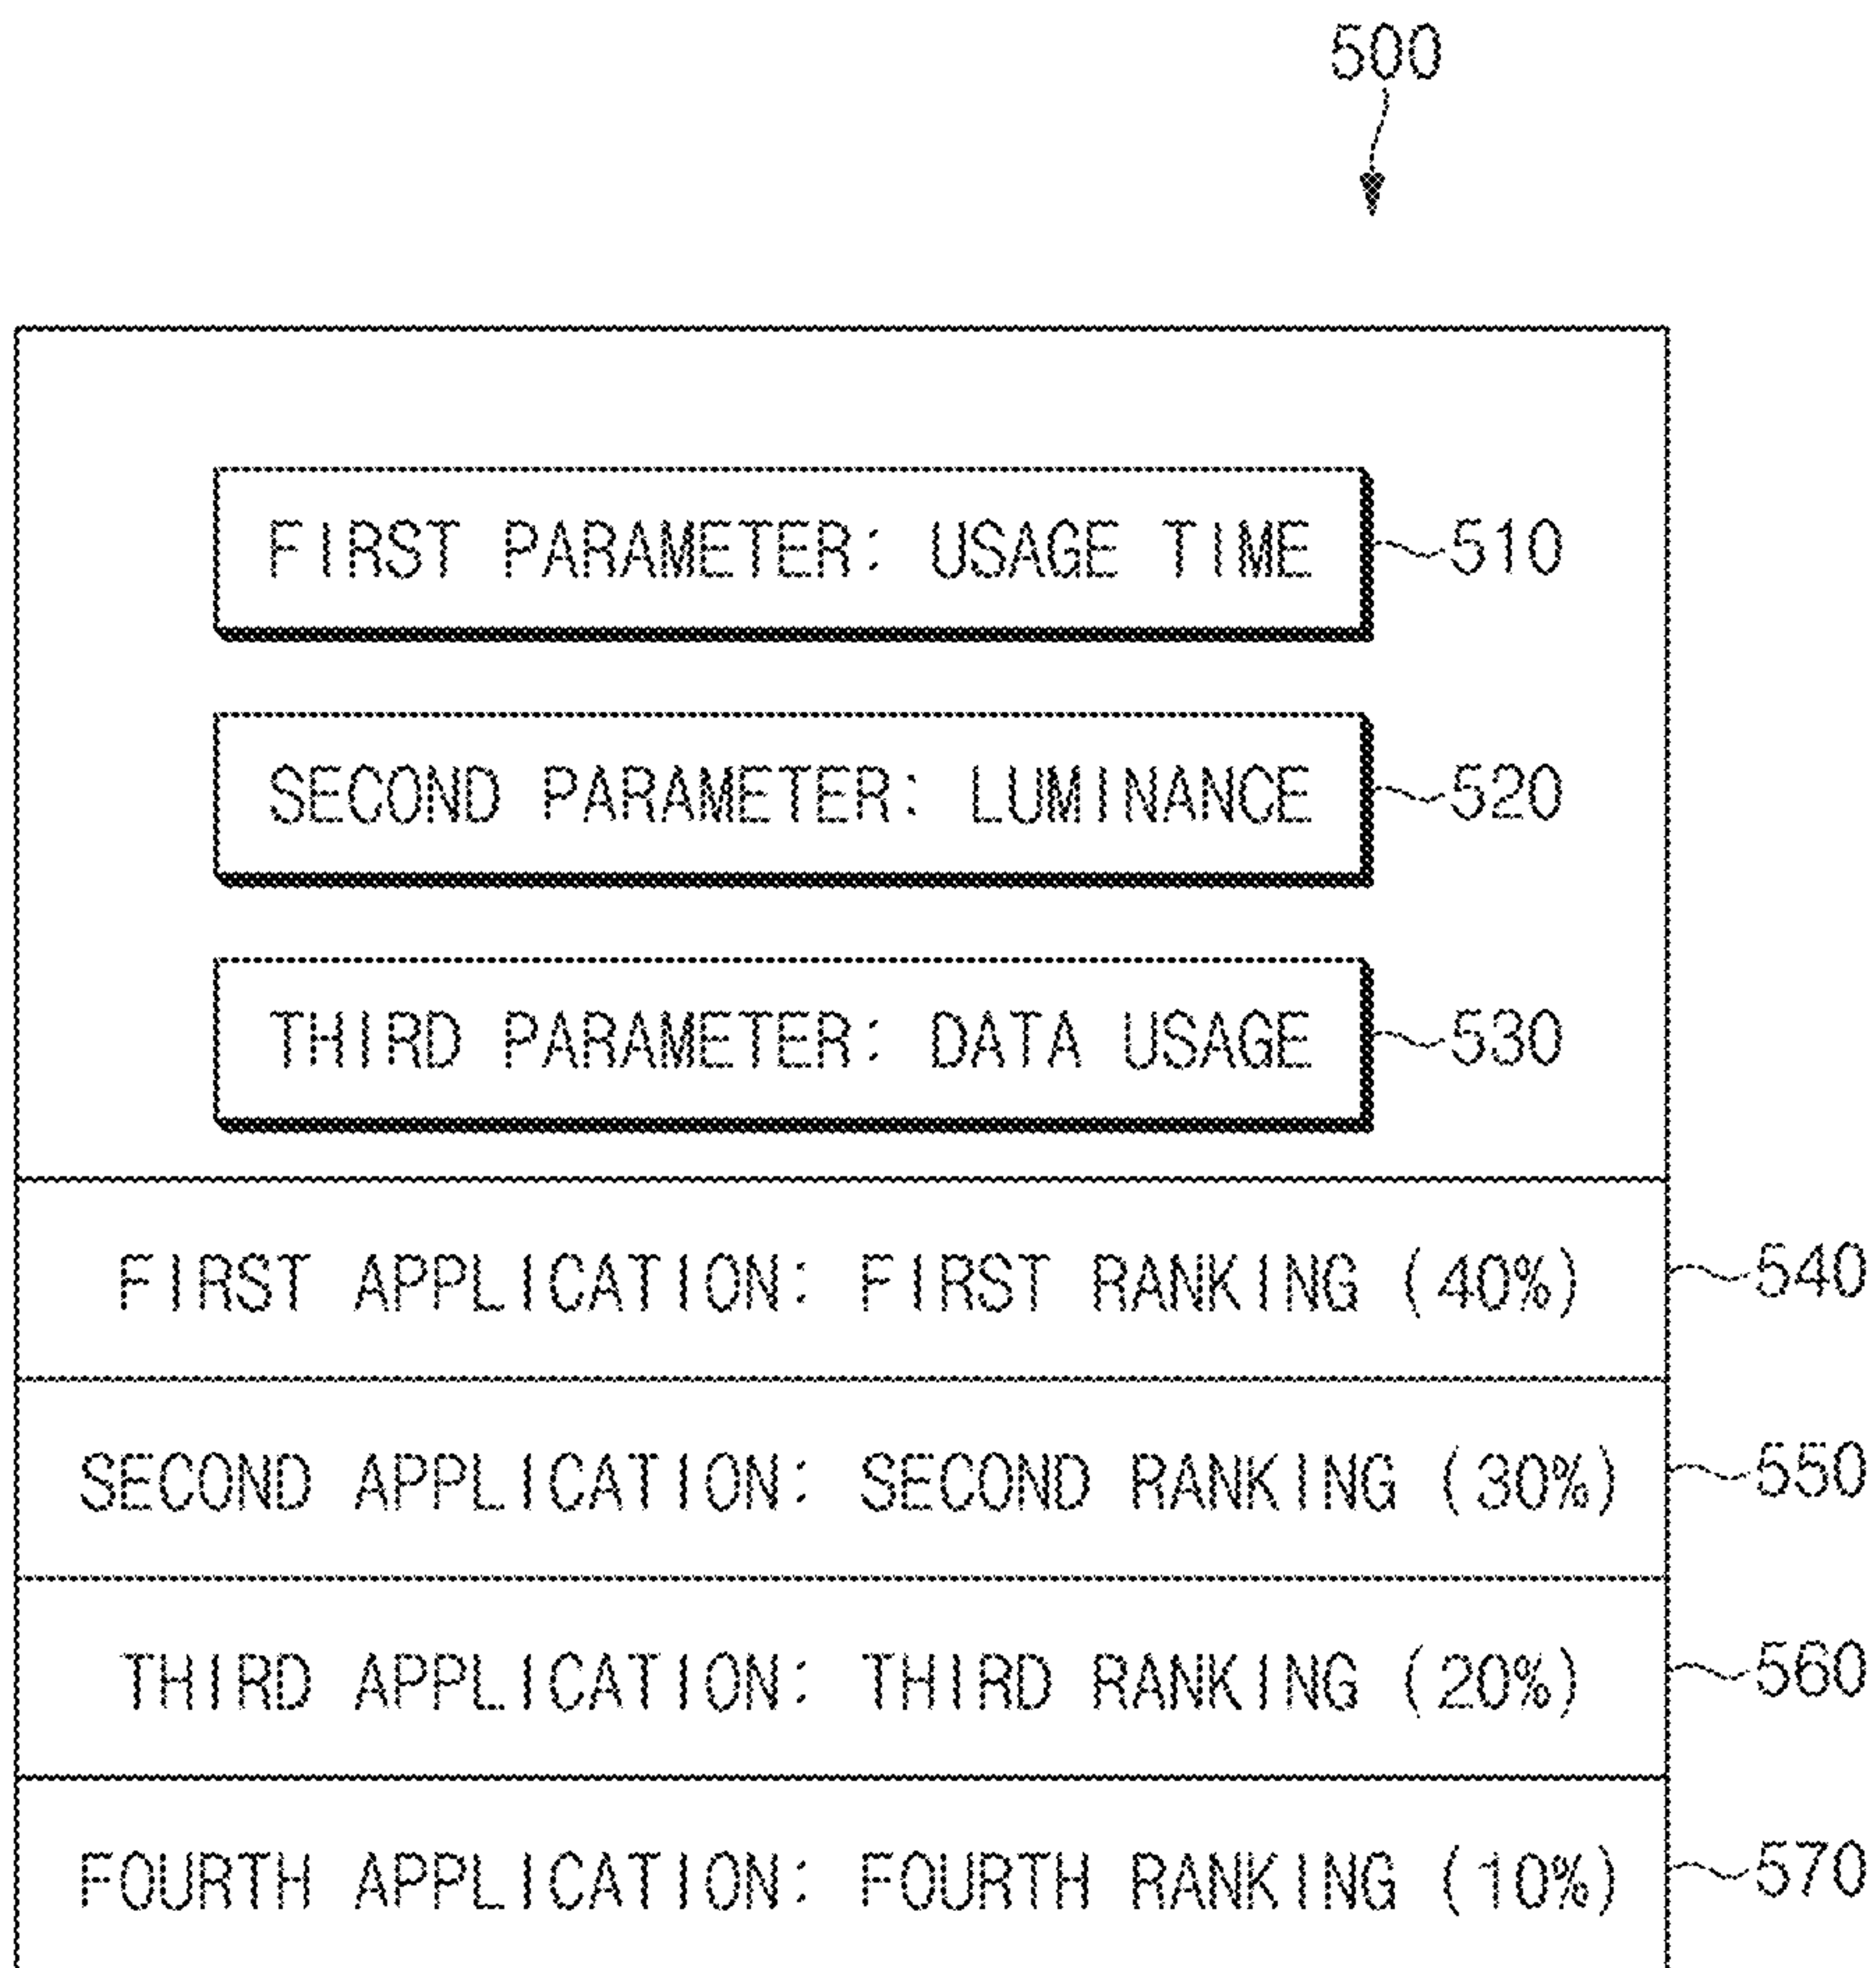 500
FIRST PARAMETER: USAGE TIME 510
SECOND PARAMETER: LUMINANCE 520
THIRD PARAMETER: DATA USAGE 530
FIRST APPLICATION: FIRST RANKING (40%) 540
SECOND APPLICATION: SECOND RANKING (30%) 550
THIRD APPLICATION: THIRD RANKING (20%) 560
FOURTH APPLICATION: FOURTH RANKING (10%) 570